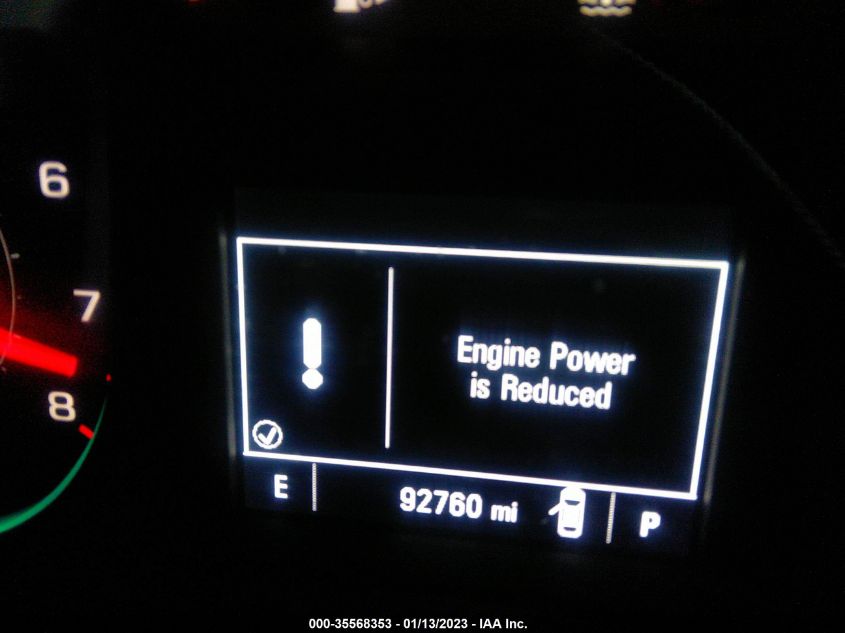 6
7
8
Engine Power
is Reduced
E
92760 mi
P
000-35568353 - 01/13/2023 - IAA Inc.